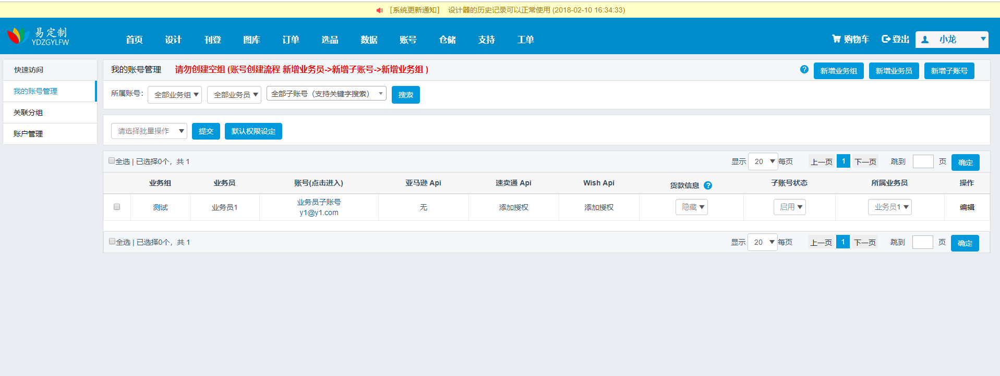 [系统更新通知] 设计器的历史记录可以正常使用 (2018-02-10 16:34:33)
易定制
YDZGYLFW
首页 设计 刊登 图库 订单 选品 数据 账号 仓储 支持 工单
购物车 登出 小龙
快速访问
我的账号管理
关联分组
账户管理
我的账号管理 请勿创建空组 (账号创建流程 新增业务员->新增子账号->新增业务组 )
? 新增业务组 新增业务员 新增子账号
所属账号: 全部业务组 全部业务员 全部子账号（支持关键字搜索） 搜索
请选择批量操作 提交 默认权限设定
全选 | 已选择0个，共 1
显示 20 每页 上一页 1 下一页 跳到 页 确定
业务组 业务员 账号(点击进入) 亚马逊 Api 速卖通 Api Wish Api 货款信息 ? 子账号状态 所属业务员 操作
测试 业务员1 业务员子账号 无 添加授权 添加授权 隐藏 启用 业务员1 编辑
y1@y1.com
全选 | 已选择0个，共 1
显示 20 每页 上一页 1 下一页 跳到 页 确定